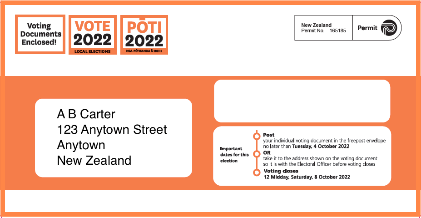 Voting
Documents
Enclosed!
VOTE
2022
LOCAL ELECTIONS
PŌTI
2022
New Zealand
Permit No.
Permit
A B Carter
123 Anytown Street
Anytown
New Zealand
Important
dates for this
election
Post
your individual voting document in the freepost envelope
no later than Tuesday, 4 October 2022
OR
take it to the address shown on the voting document
so it is with the Electoral Officer before voting closes
Voting closes
12 Midday, Saturday, 8 October 2022